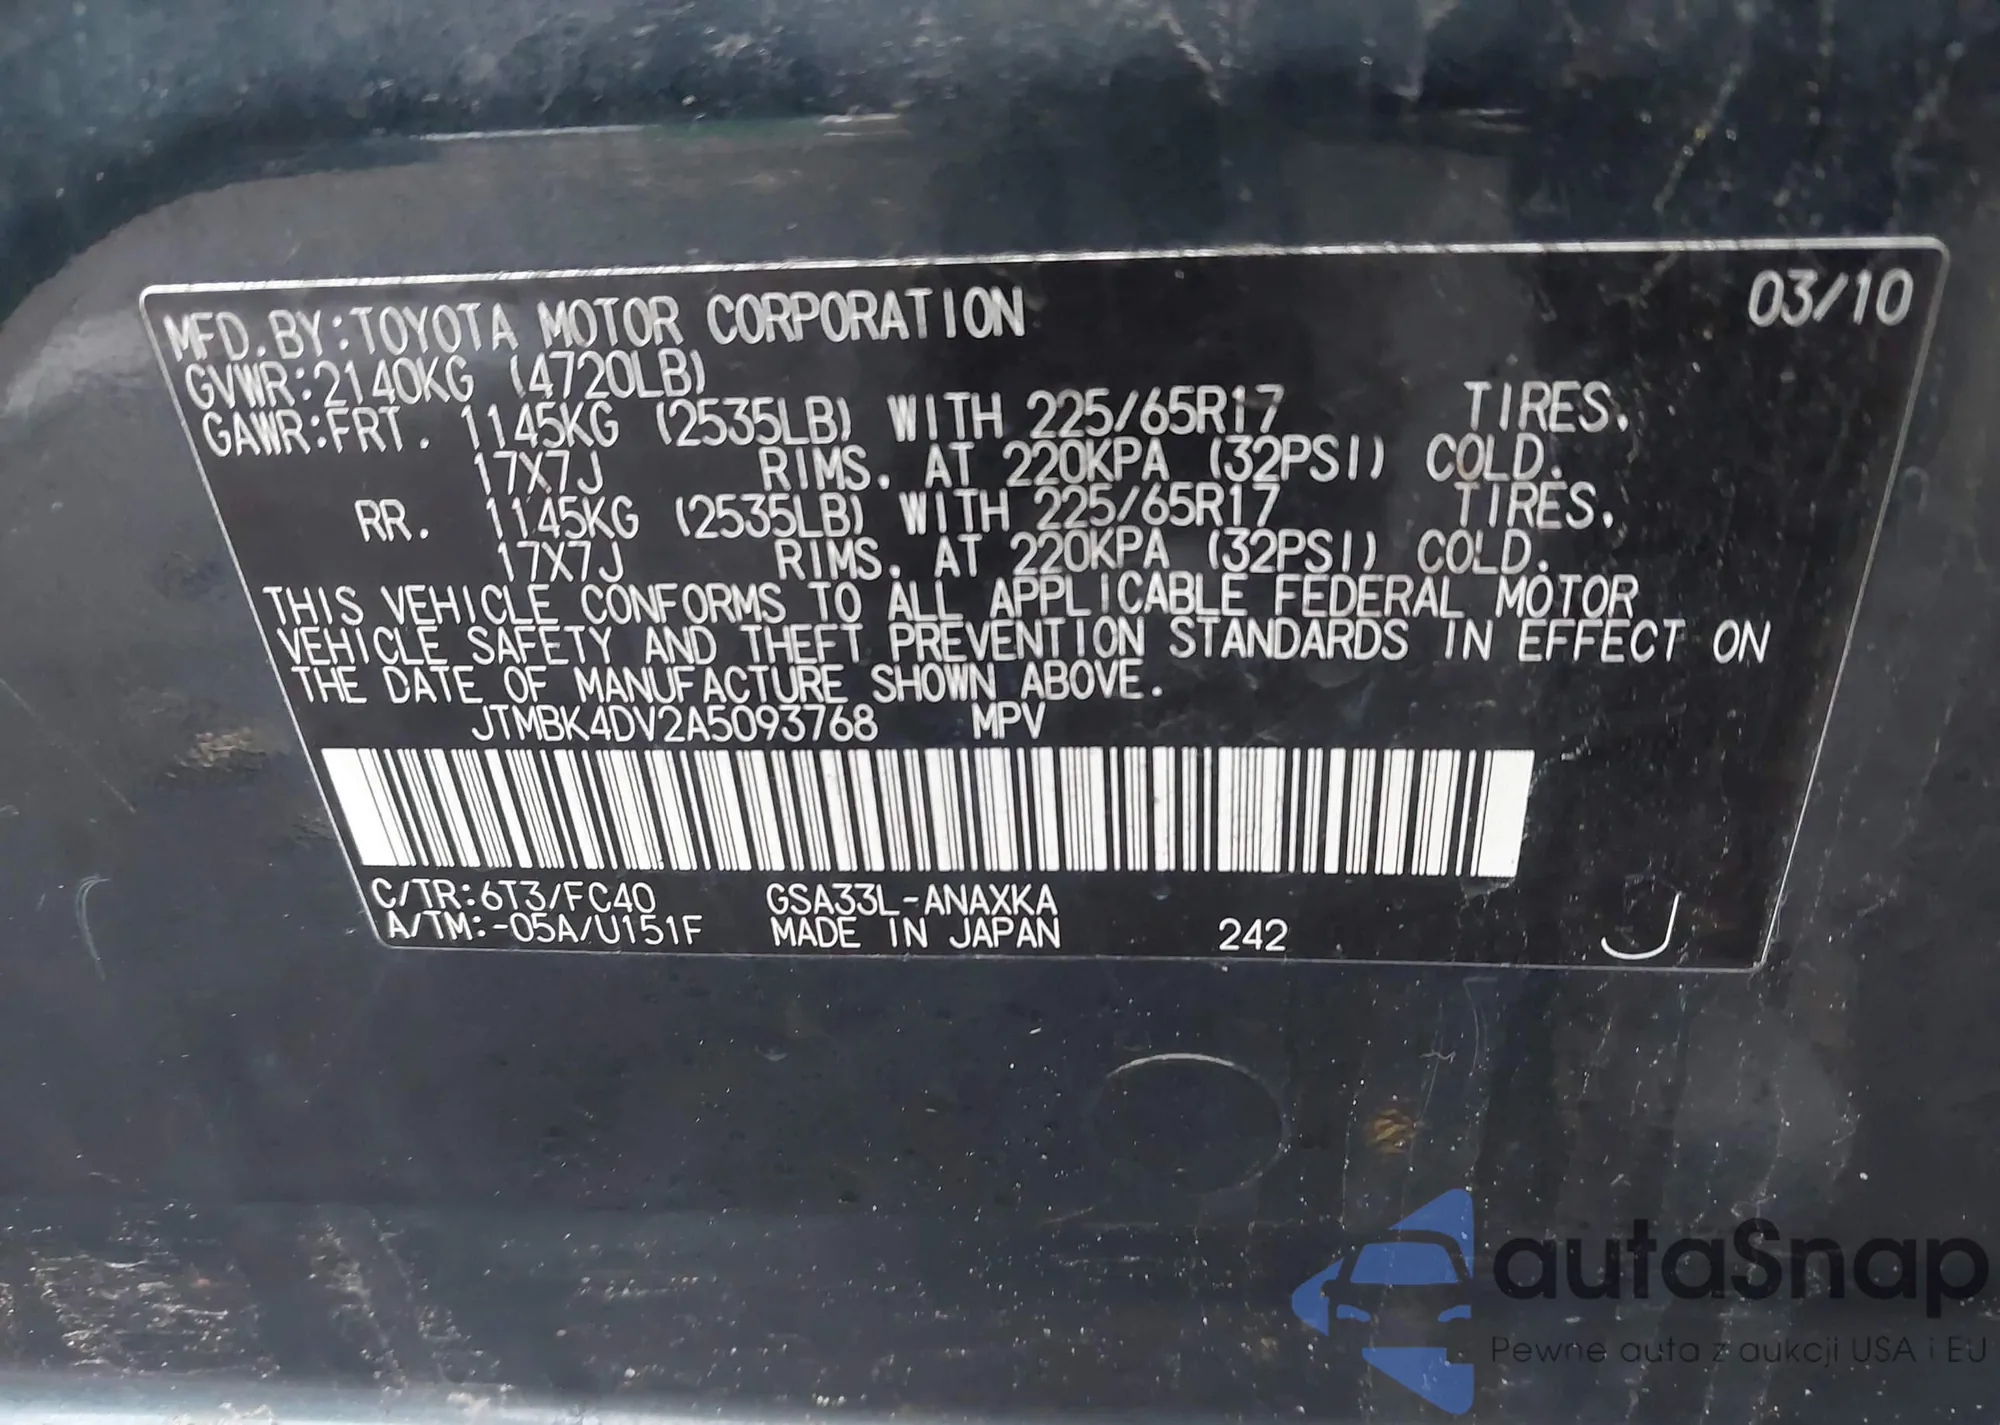 03/10
MFD. BY:TOYOTA MOTOR CORPORATION
GVWR:2140KG (4720LB)
GAWR:FRT. 1145KG (2535LB) WITH 225/65R17 TIRES.
17X7J RIMS. AT 220KPA (32PSI) COLD.
RR. 1145KG (2535LB) WITH 225/65R17 TIRES.
17X7J RIMS. AT 220KPA (32PSI) COLD.
THIS VEHICLE CONFORMS TO ALL APPLICABLE FEDERAL MOTOR
VEHICLE SAFETY AND THEFT PREVENTION STANDARDS IN EFFECT ON
THE DATE OF MANUFACTURE SHOWN ABOVE.
JTMBK4DV2A5093768 MPV
C/TR:6T3/FC40 GSA33L-ANAXKA
A/TM:-05A/U151F MADE IN JAPAN 242 J
autaSnap
Pewne auta z aukcji USA i EU